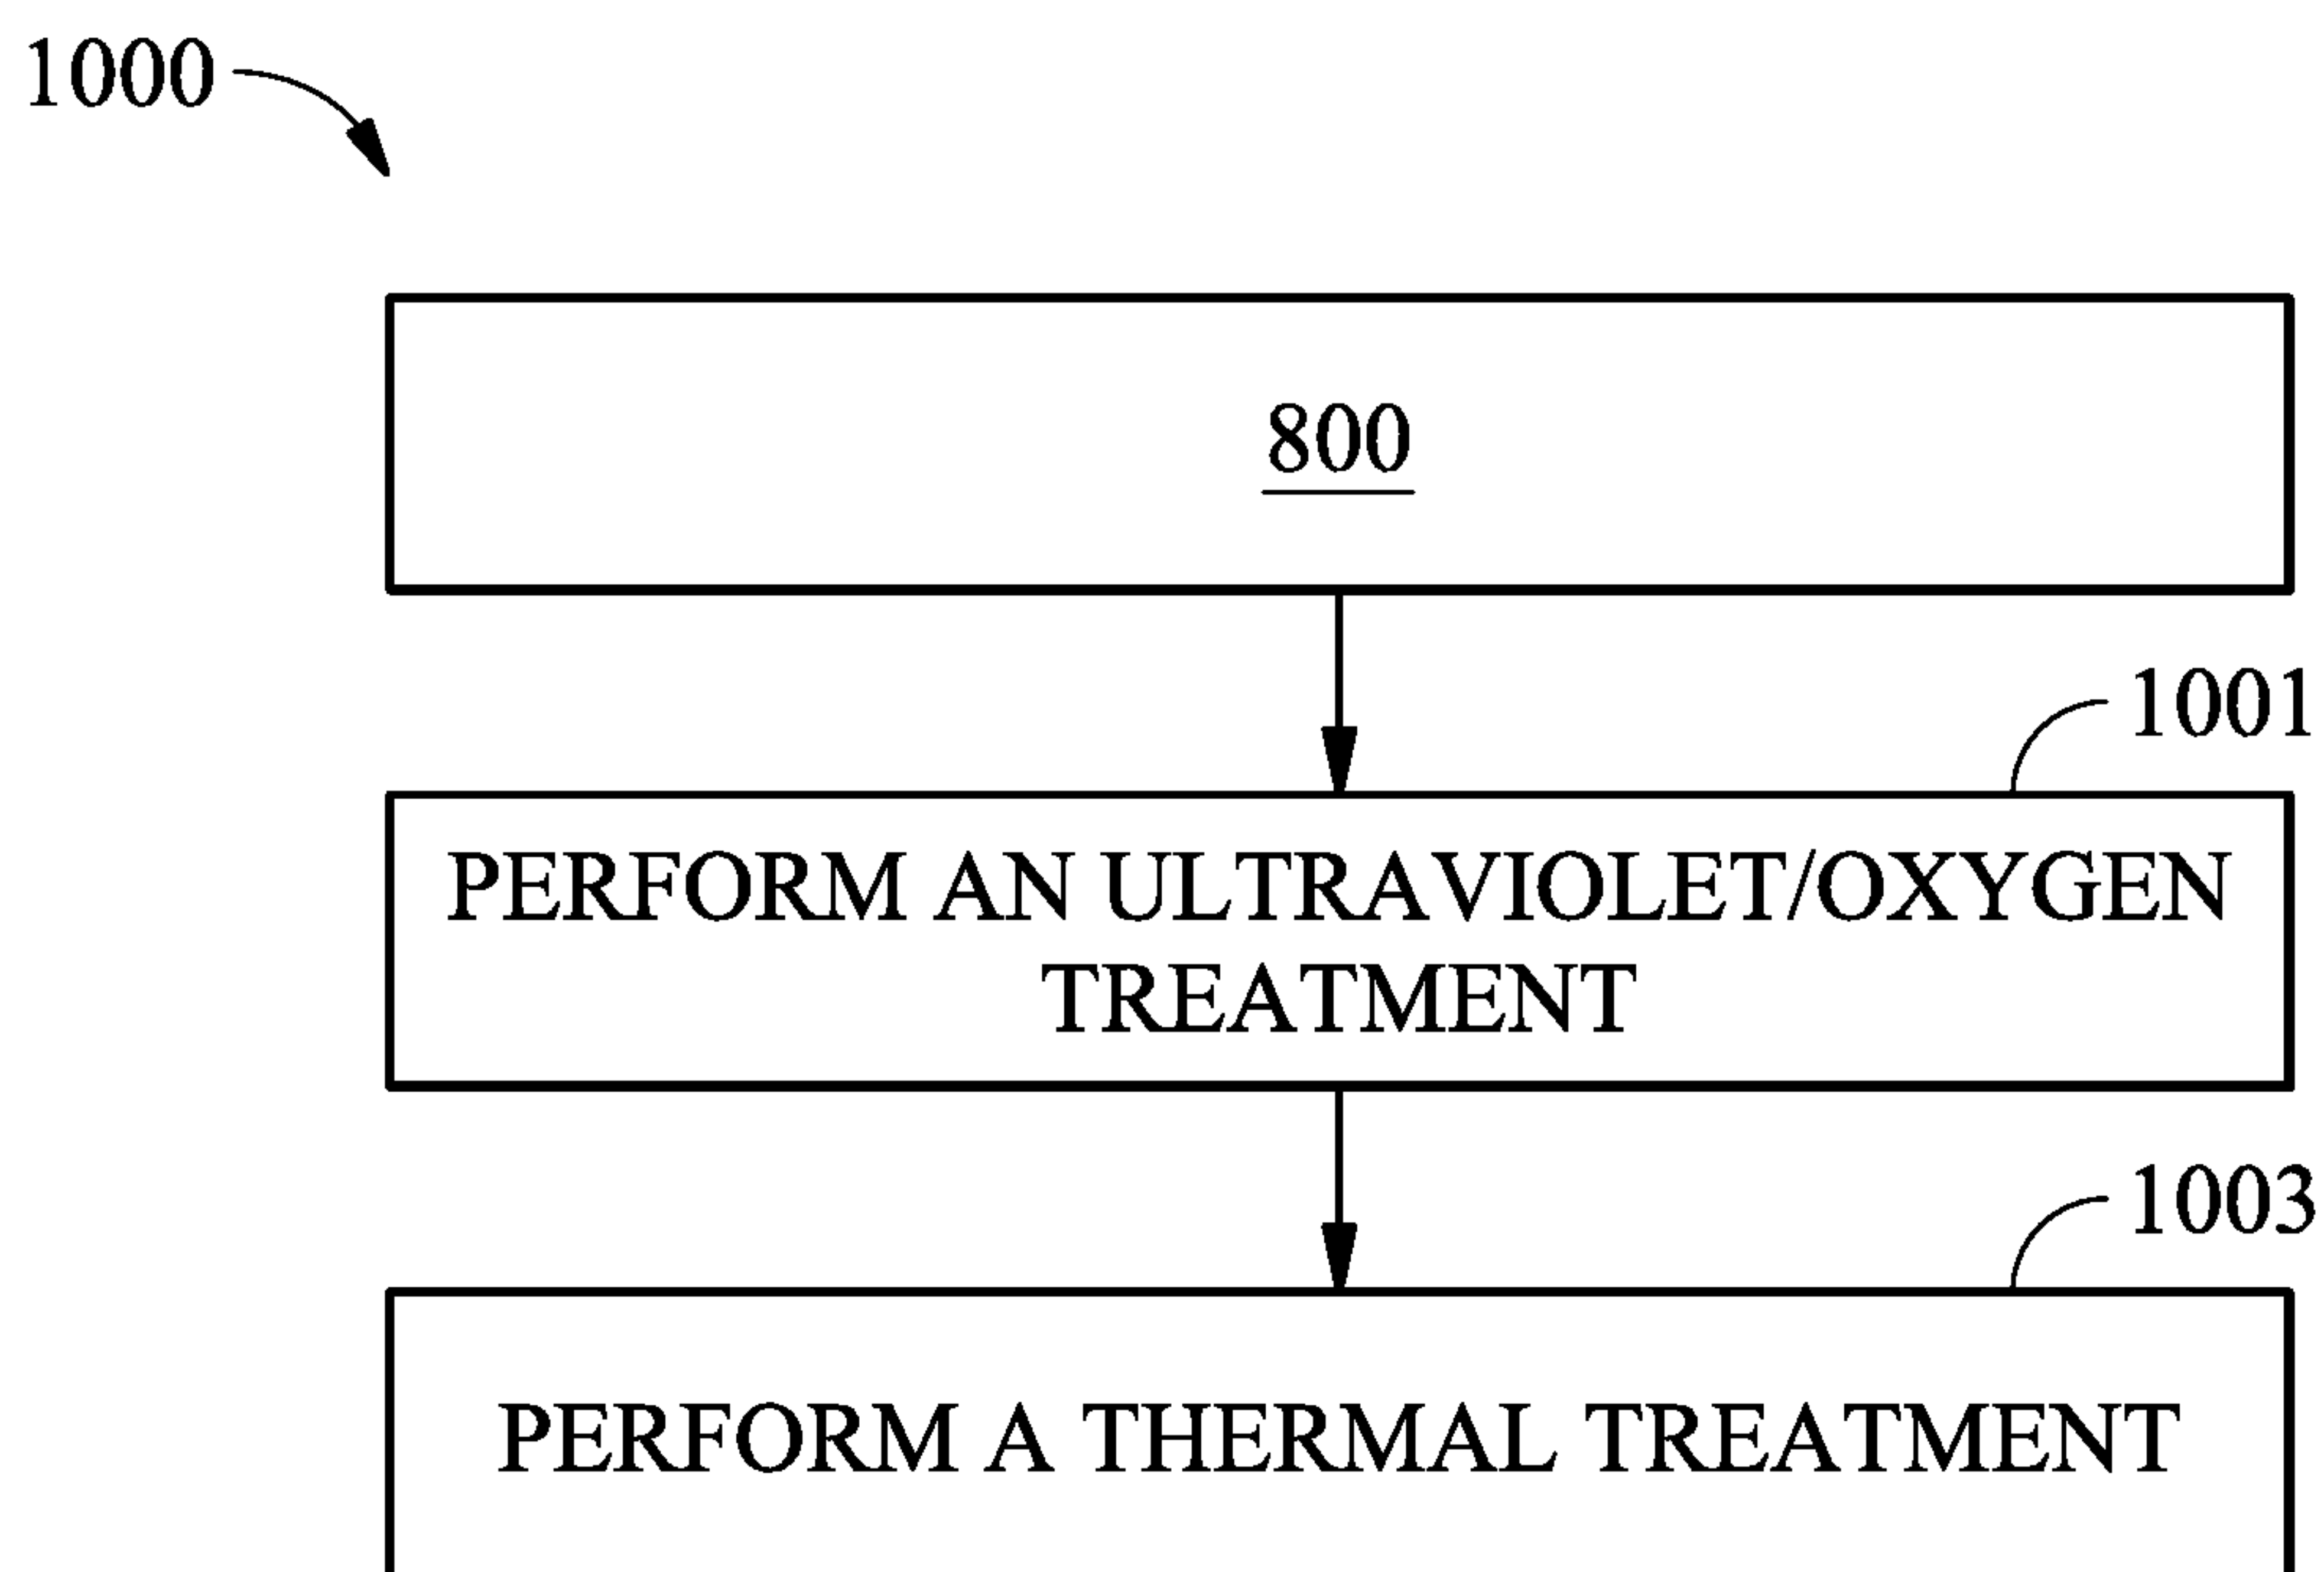 1000
800
1001
PERFORM AN ULTRAVIOLET/OXYGEN
TREATMENT
1003
PERFORM A THERMAL TREATMENT